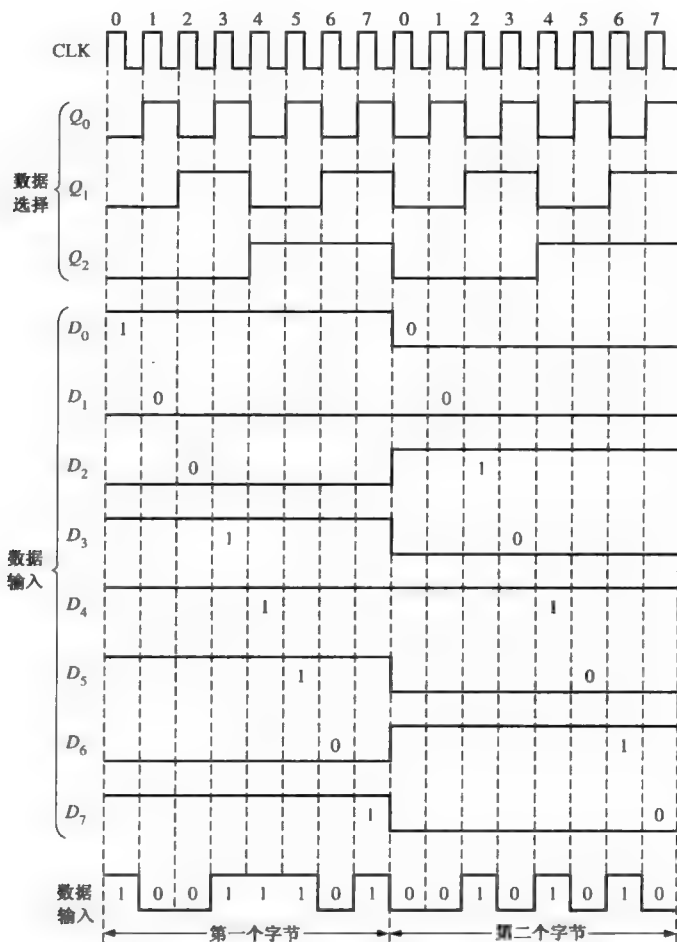 0 1 2 3 4 5 6 7 0 1 2 3 4 5 6 7
CLK
Q0
数据
选择
Q1
Q2
D0 1 0
D1 0 0
D2 0 1
D3 1 0
数据
输入
D4 1 1
D5 1 0
D6 0 1
D7 1 0
数据
输入
1 0 0 1 1 1 0 1 0 0 1 0 1 0 1 0
第一个字节 第二个字节